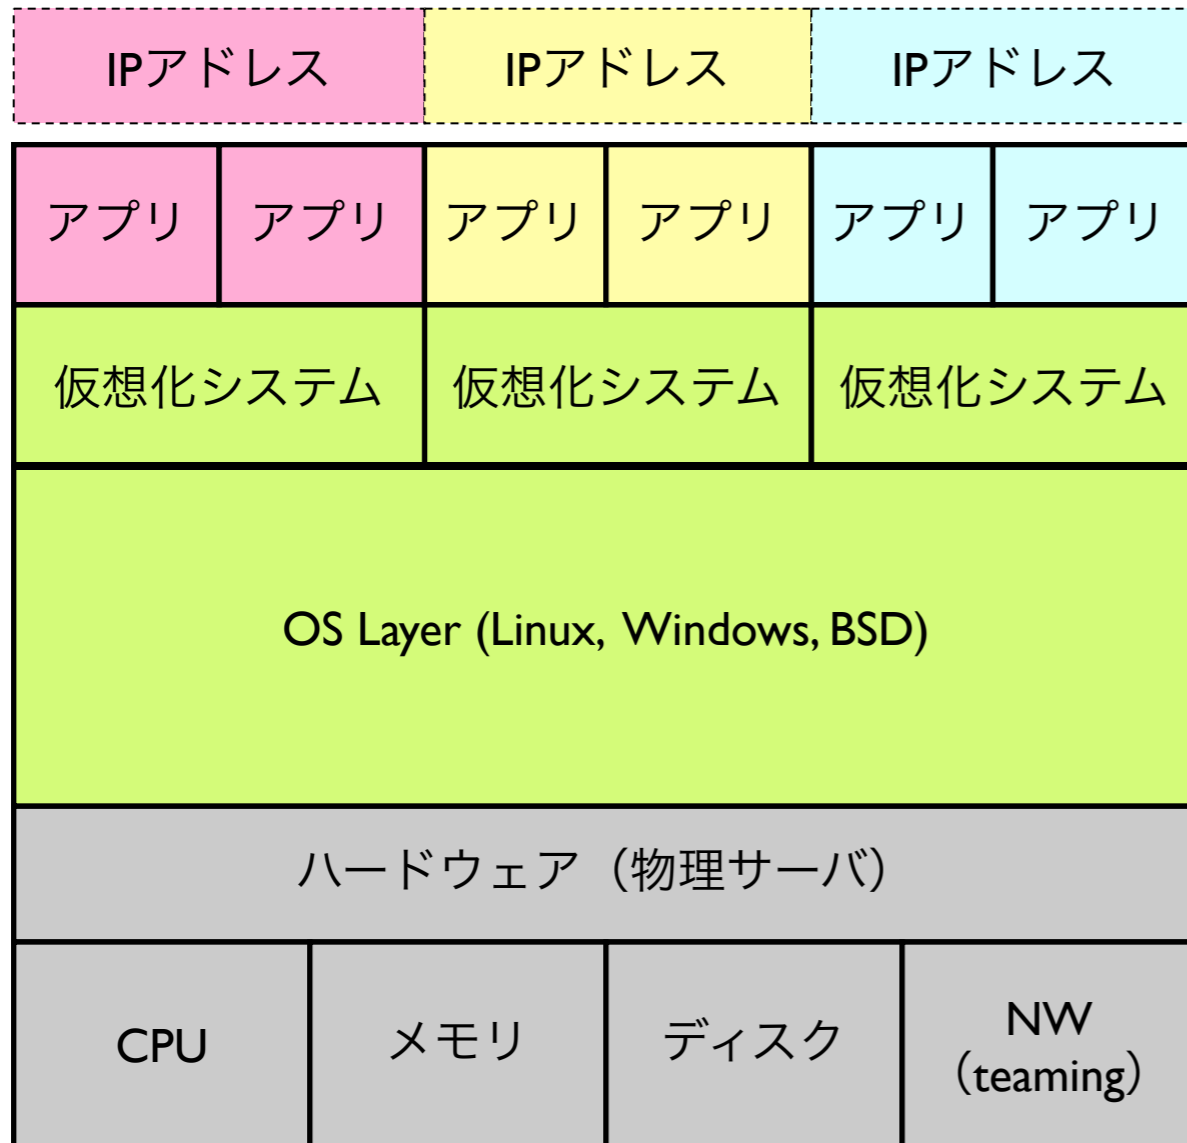 IPアドレス
IPアドレス
IPアドレス
アプリ
アプリ
アプリ
アプリ
アプリ
アプリ
仮想化システム
仮想化システム
仮想化システム
OS Layer (Linux, Windows, BSD)
ハードウェア（物理サーバ）
CPU
メモリ
ディスク
NW
（teaming）